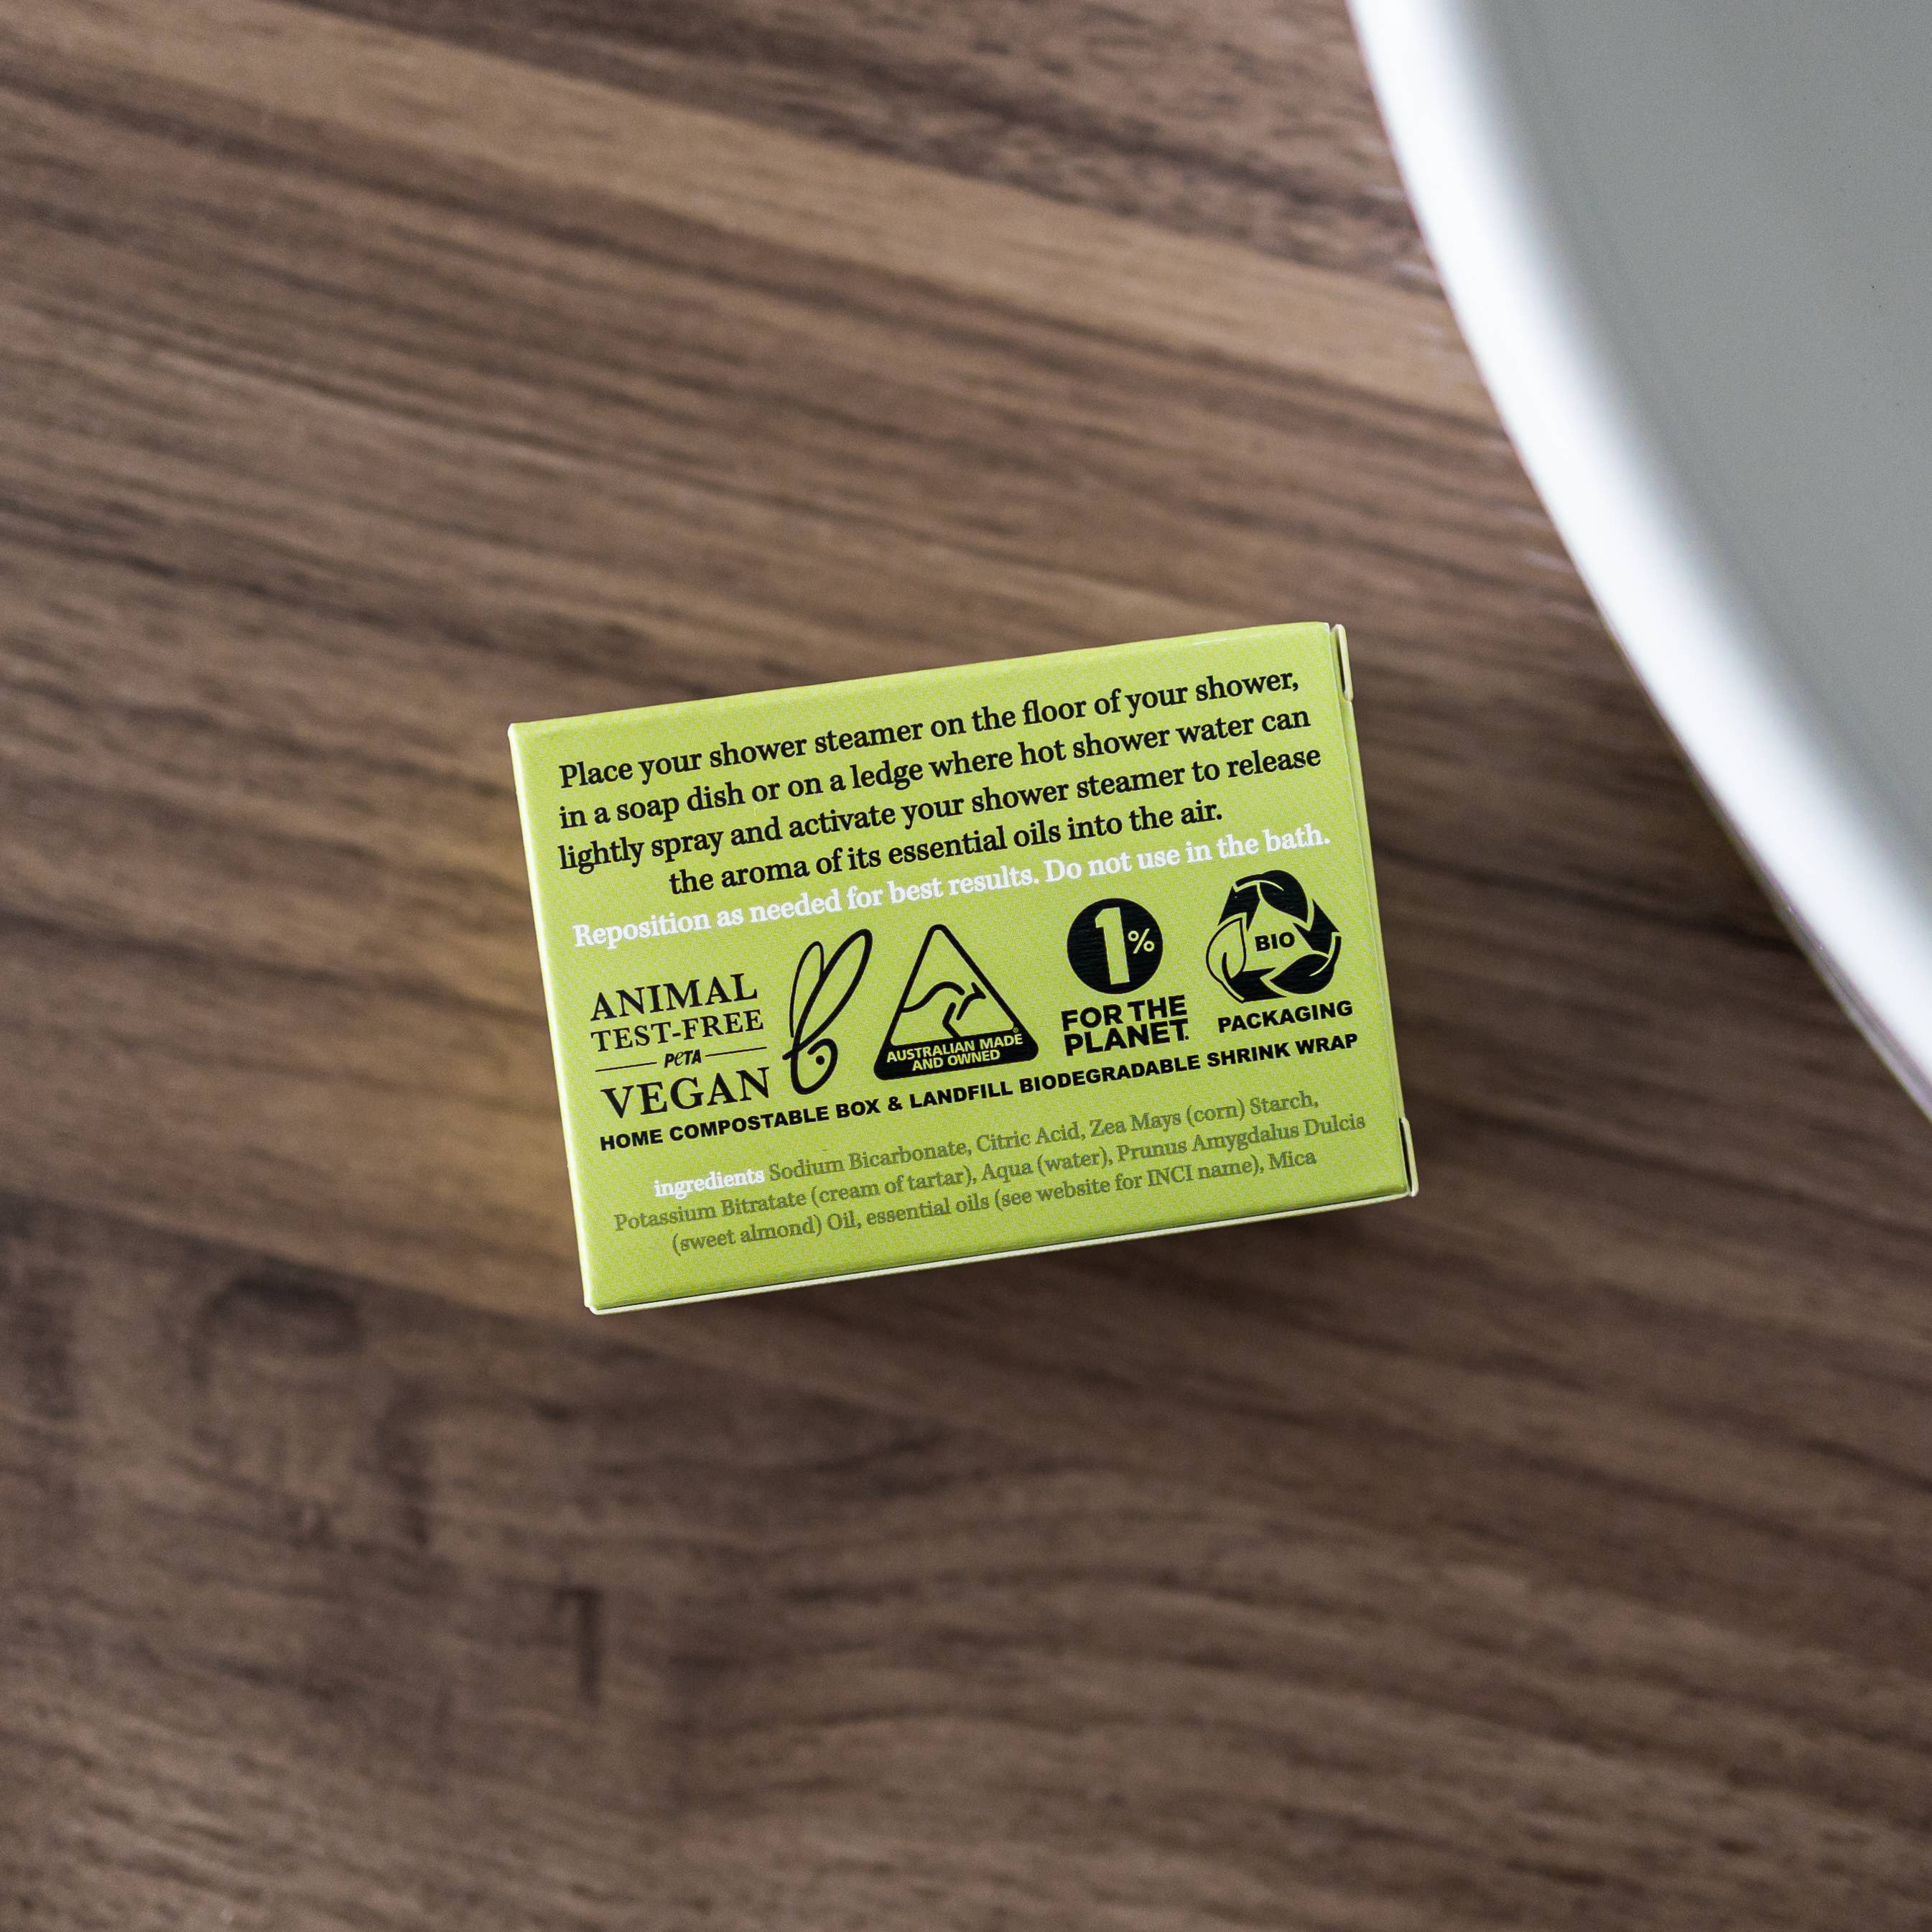 Place your shower steamer on the floor of your shower,
in a soap dish or on a ledge where hot shower water can
lightly spray and activate your shower steamer to release
the aroma of its essential oils into the air.
Reposition as needed for best results. Do not use in the bath.
ANIMAL
TEST-FREE
PeTA
VEGAN
AUSTRALIAN MADE
AND OWNED
®
1%
FOR THE
PLANET.
BIO
PACKAGING
HOME COMPOSTABLE BOX & LANDFILL BIODEGRADABLE SHRINK WRAP
ingredients Sodium Bicarbonate, Citric Acid, Zea Mays (corn) Starch,
Potassium Bitratate (cream of tartar), Aqua (water), Prunus Amygdalus Dulcis
(sweet almond) Oil, essential oils (see website for INCI name), Mica